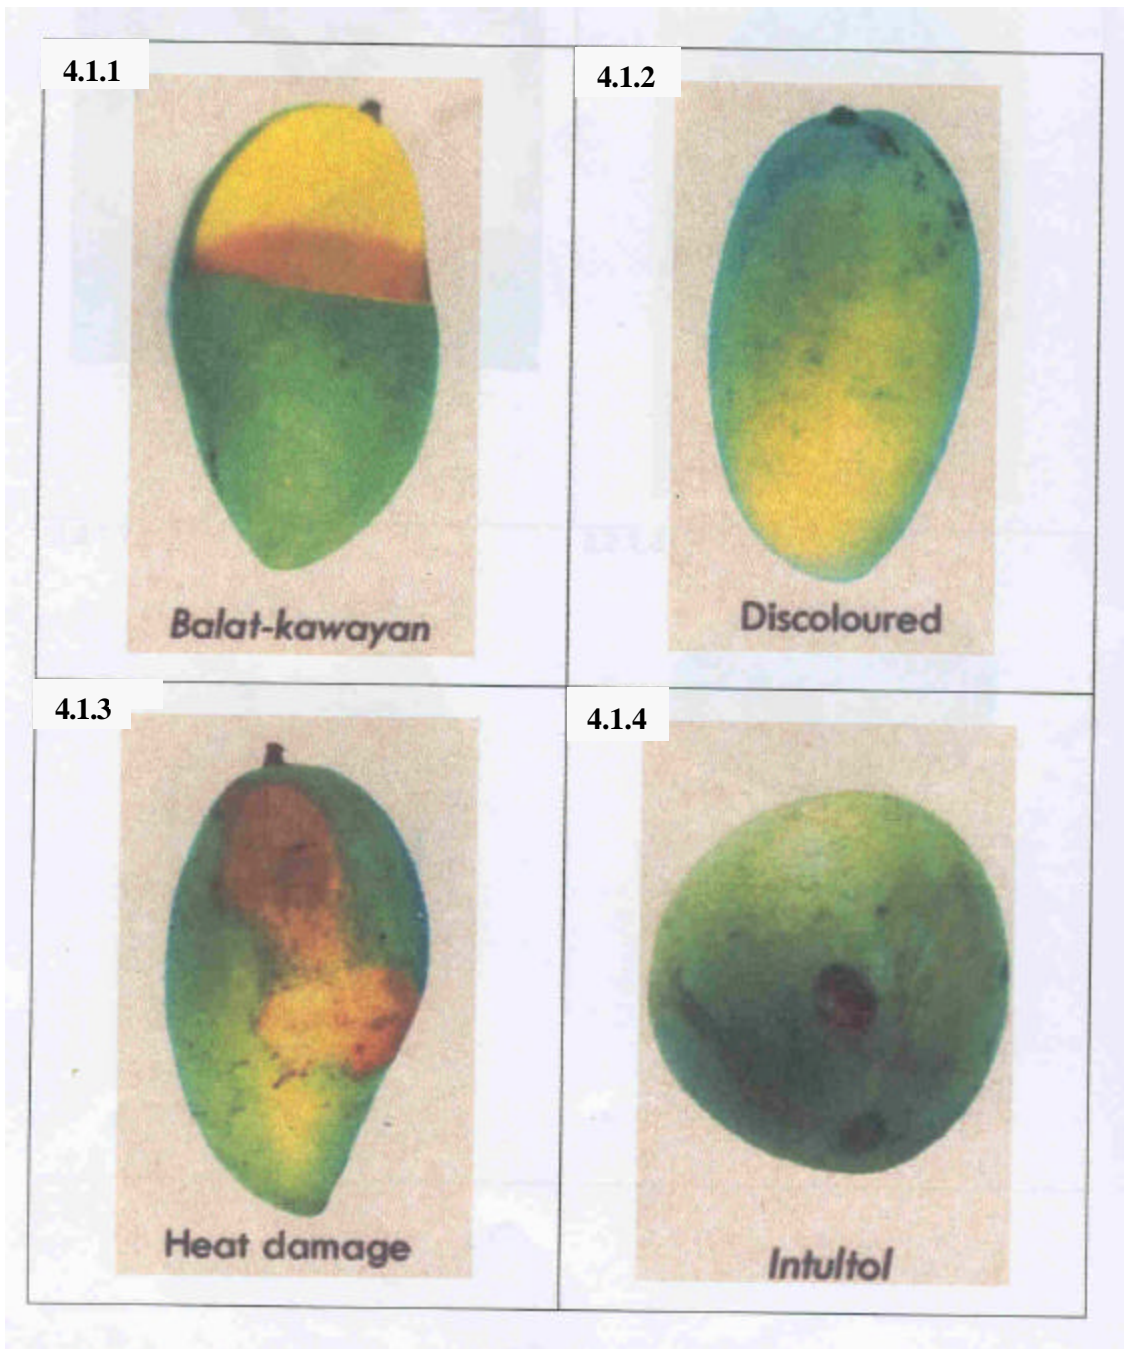 4.1.1
4.1.2
Balat-kawayan
Discoloured
4.1.3
4.1.4
Heat damage
Intultol